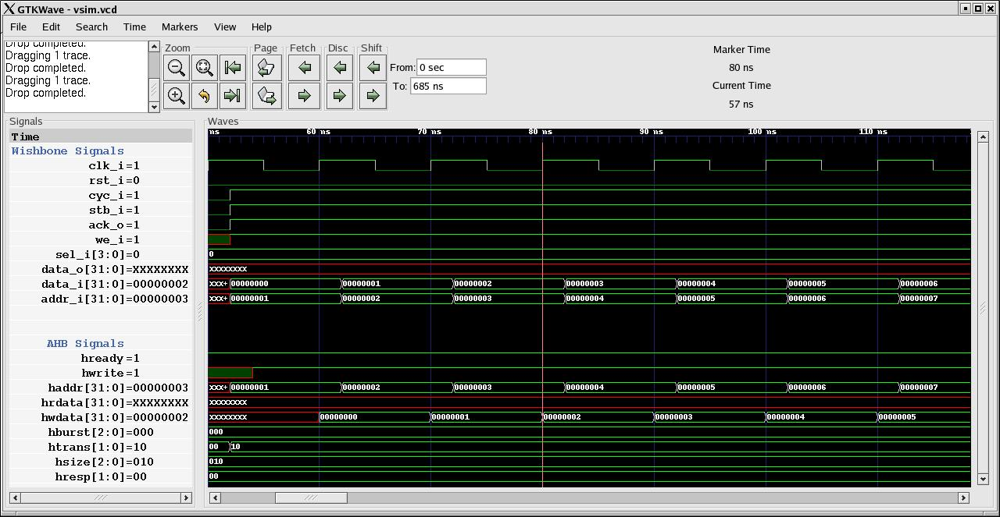 GTKWave - vsim.vcd
File Edit Search Time Markers View Help
Drop completed.
Dragging 1 trace.
Drop completed.
Dragging 1 trace.
Drop completed.
Zoom Page Fetch Disc Shift
From: 0 sec
To: 685 ns
Marker Time
80 ns
Current Time
57 ns
Signals
Waves
Time
ns 60 ns 70 ns 80 ns 90 ns 100 ns 110 ns
Wishbone Signals
clk_i=1
rst_i=0
cyc_i=1
stb_i=1
ack_o=1
we_i=1
sel_i[3:0]=0 0
data_o[31:0]=XXXXXXXX xxxxxxxx
data_i[31:0]=00000002 xxx+ 00000000 00000001 00000002 00000003 00000004 00000005 00000006
addr_i[31:0]=00000003 xxx+ 00000001 00000002 00000003 00000004 00000005 00000006 00000007
AHB Signals
hready=1
hwrite=1
haddr[31:0]=00000003 xxx+ 00000001 00000002 00000003 00000004 00000005 00000006 00000007
hrdata[31:0]=XXXXXXXX xxxxxxxx
hwdata[31:0]=00000002 xxxxxxxx 00000000 00000001 00000002 00000003 00000004 00000005
hburst[2:0]=000 000
htrans[1:0]=10 00 10
hsize[2:0]=010 010
hresp[1:0]=00 00